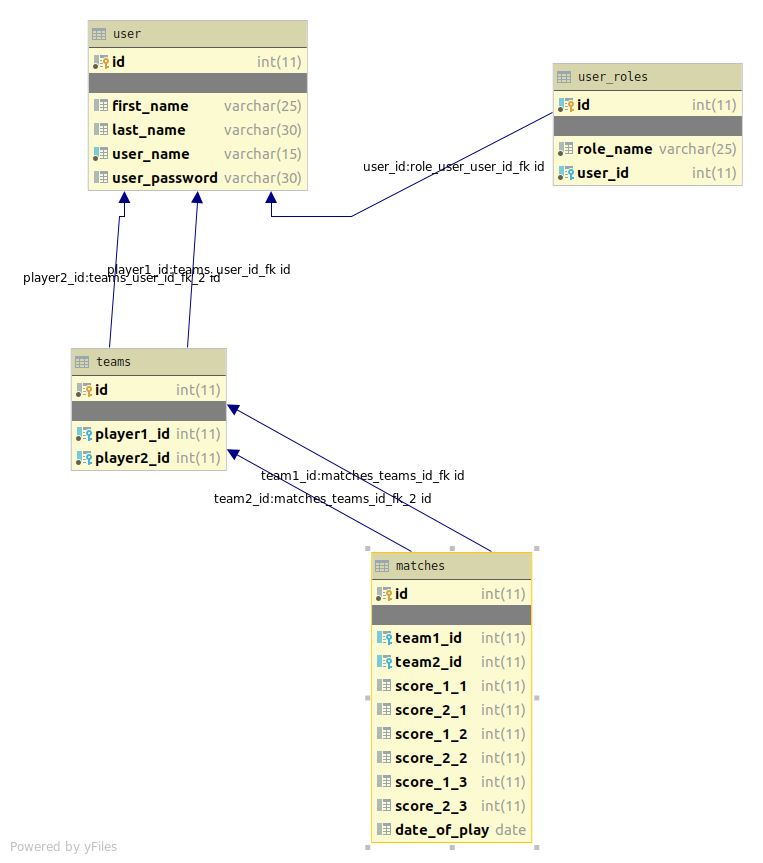 user
id int(11)
first_name varchar(25)
last_name varchar(30)
user_name varchar(15)
user_password varchar(30)
user_roles
id int(11)
role_name varchar(25)
user_id int(11)
user_id:role_user_user_id_fk id
player1_id:teams_user_id_fk id
player2_id:teams_user_id_fk_2 id
teams
id int(11)
player1_id int(11)
player2_id int(11)
team1_id:matches_teams_id_fk id
team2_id:matches_teams_id_fk_2 id
matches
id int(11)
team1_id int(11)
team2_id int(11)
score_1_1 int(11)
score_2_1 int(11)
score_1_2 int(11)
score_2_2 int(11)
score_1_3 int(11)
score_2_3 int(11)
date_of_play date
Powered by yFiles